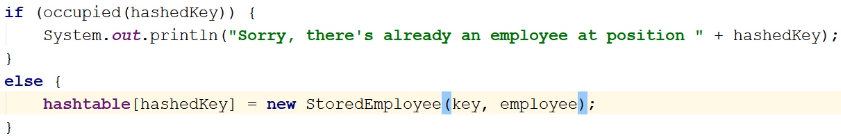 if (occupied(hashedKey)) {
    System.out.println("Sorry, there's already an employee at position " + hashedKey);
}
else {
    hashtable[hashedKey] = new StoredEmployee(key, employee);
}